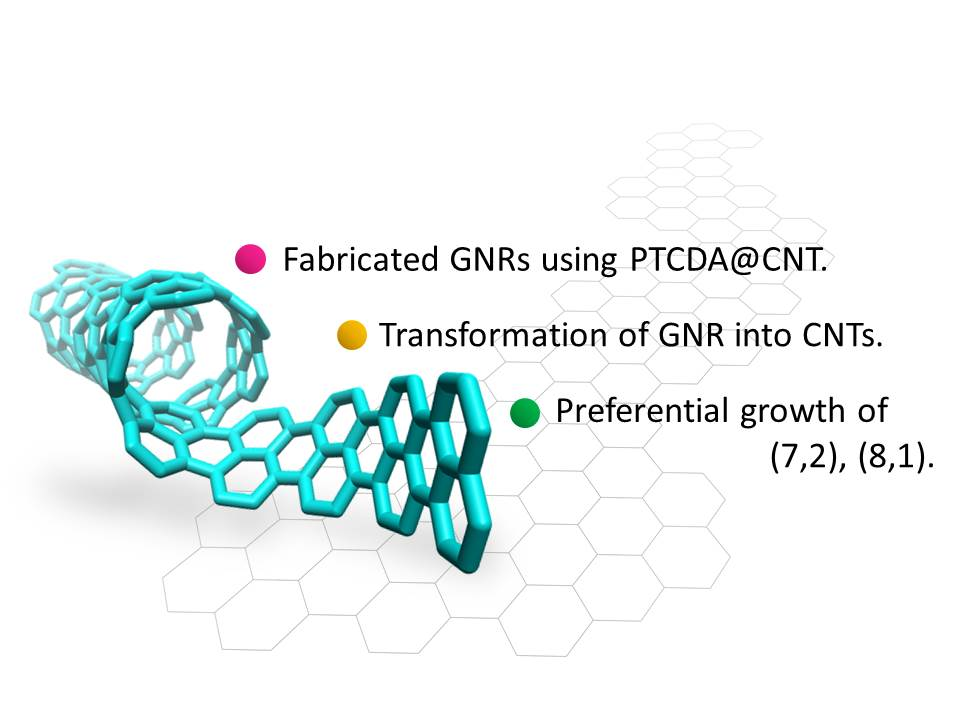 Fabricated GNRs using PTCDA@CNT.
Transformation of GNR into CNTs.
Preferential growth of
(7,2), (8,1).